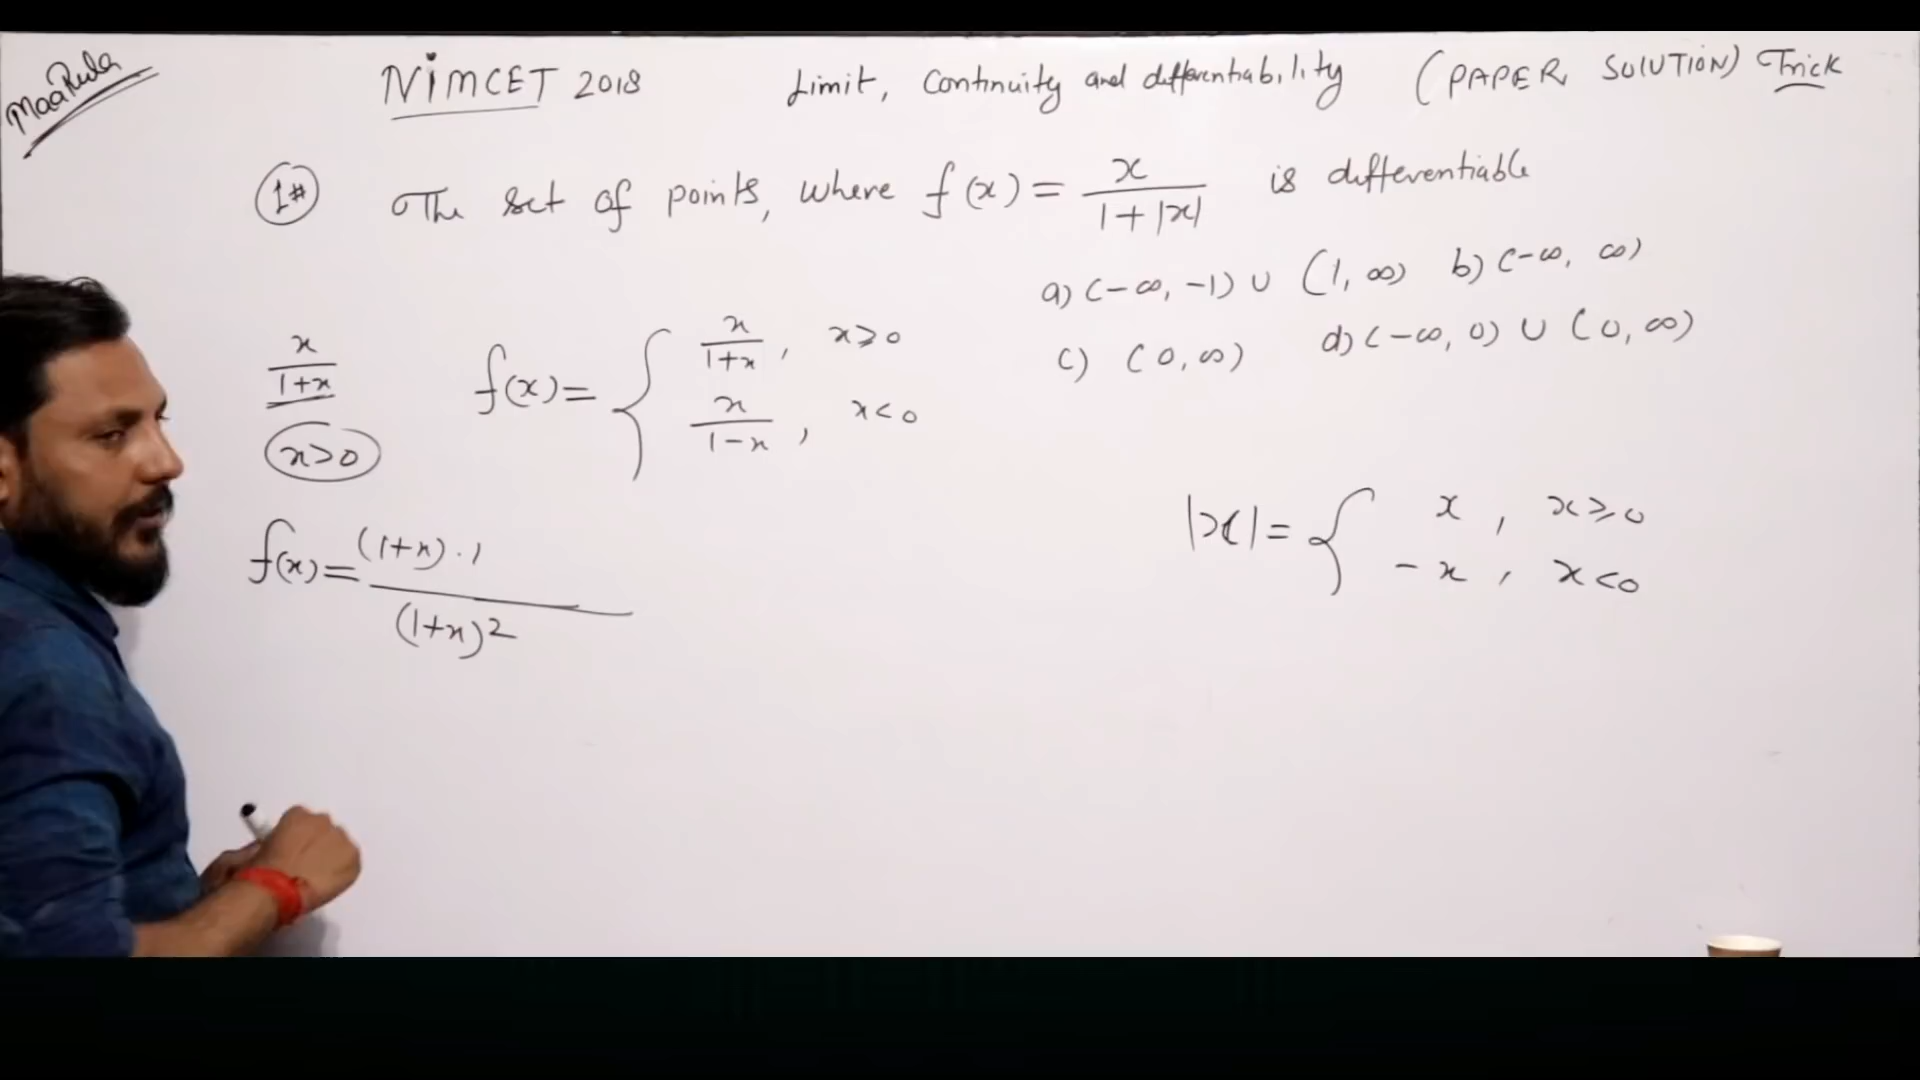 MaaRula
NIMCET 2018 Limit, Continuity and differentiability (PAPER SOLUTION) Trick
1# The set of points, where f(x) = x / 1+|x| is differentiable
a) (-∞, -1) ∪ (1, ∞) b) (-∞, ∞)
c) (0, ∞) d) (-∞, 0) ∪ (0, ∞)
x / 1+x
x>0
f(x) = { x / 1+x , x≥0
x / 1-x , x<0
|x| = { x , x≥0
-x , x<0
f(x) = (1+x).1 / (1+x)²